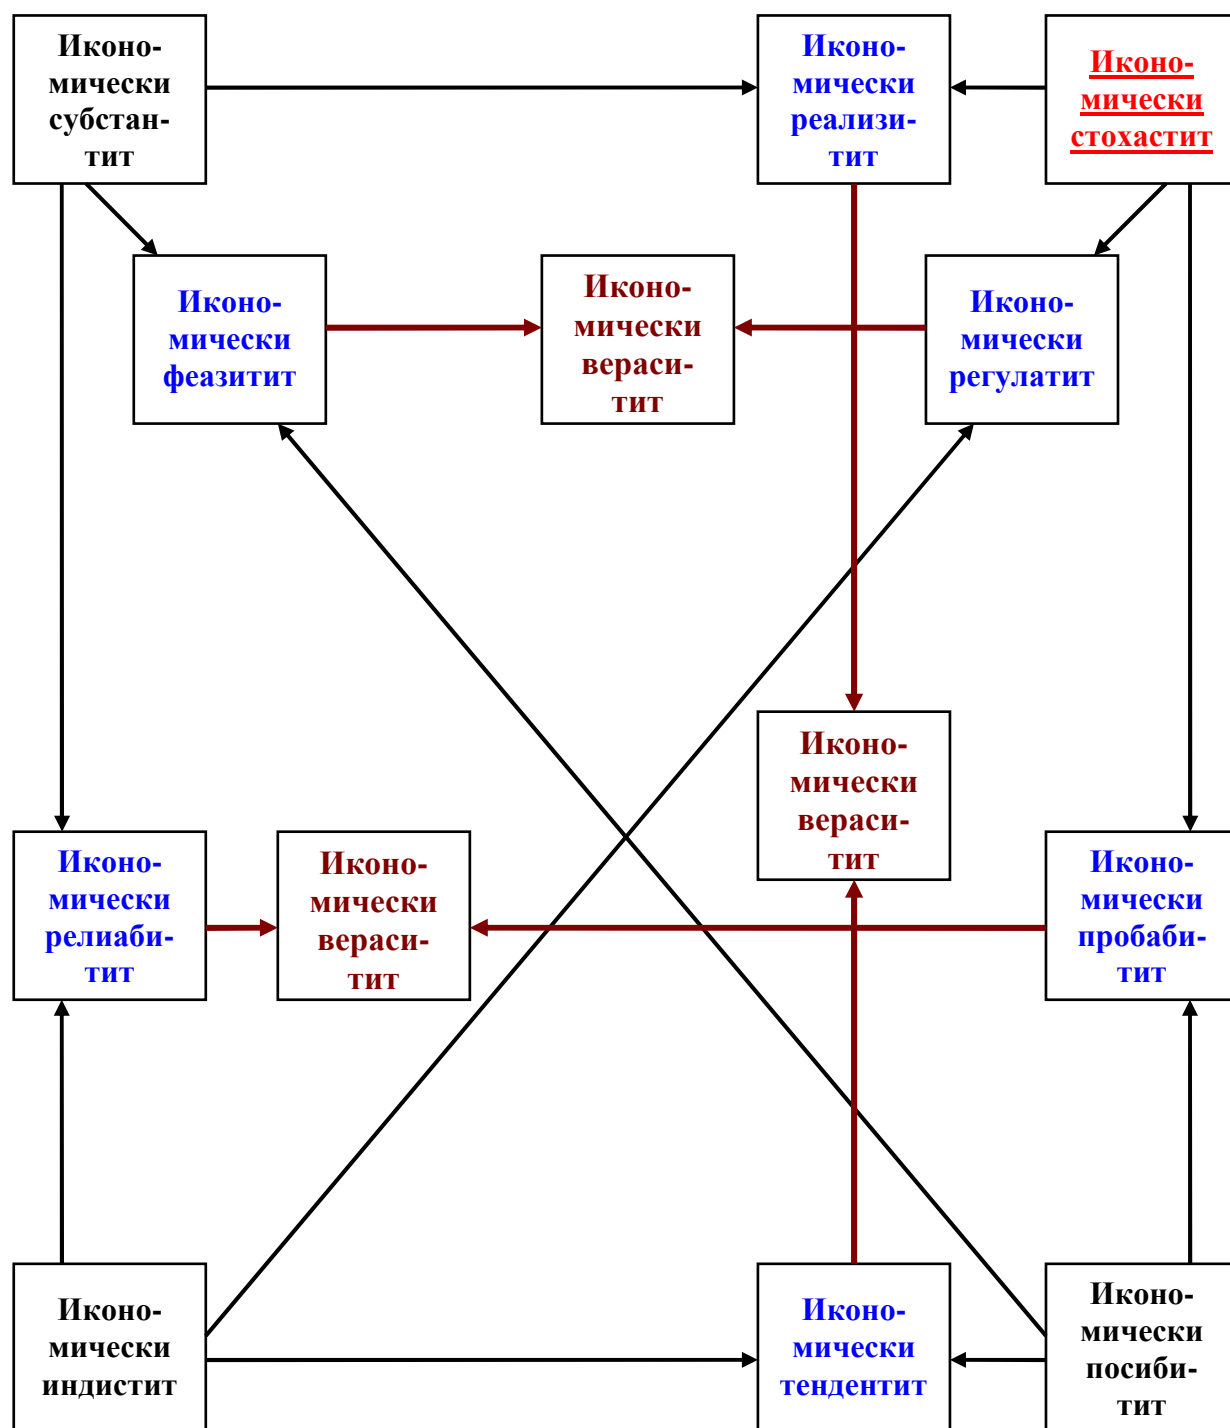 Иконо-
мически
субстан-
тит
Иконо-
мически
реализи-
тит
Иконо-
мически
стохастит
Иконо-
мически
феазитит
Иконо-
мически
вераси-
тит
Иконо-
мически
регулатит
Иконо-
мически
вераси-
тит
Иконо-
мически
релиаби-
тит
Иконо-
мически
вераси-
тит
Иконо-
мически
пробаби-
тит
Иконо-
мически
индистит
Иконо-
мически
тендентит
Иконо-
мически
посиби-
тит